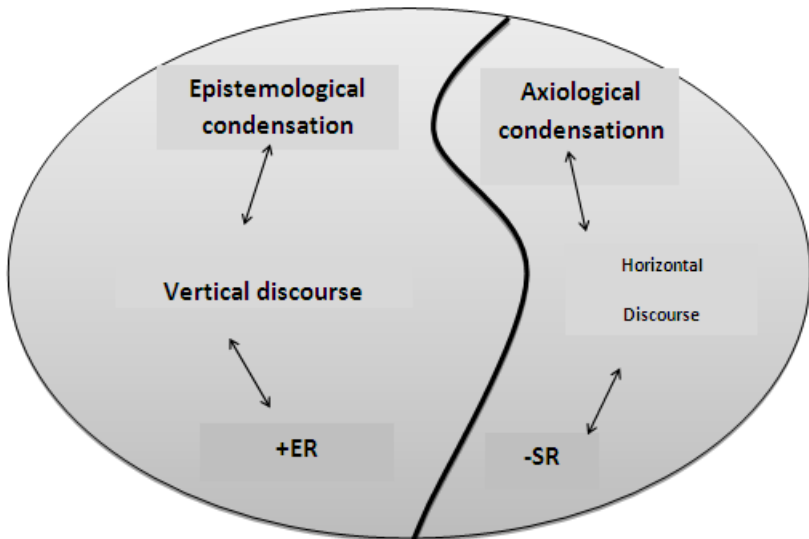 Epistemological
condensation
Axiological
condensationn
Vertical discourse
Horizontal
Discourse
+ER
-SR